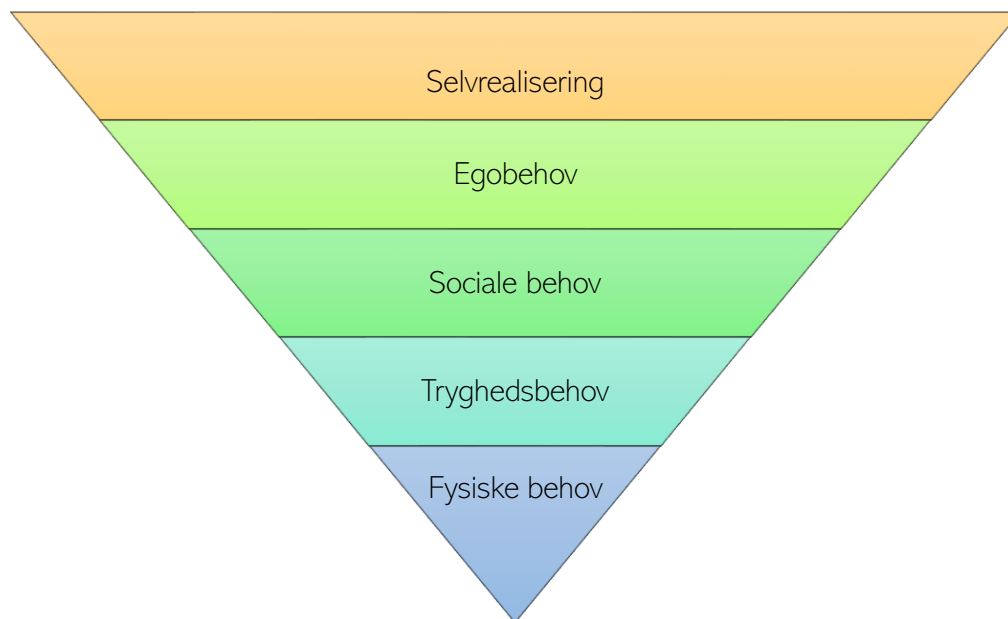 Selvrealisering
Egobehov
Sociale behov
Tryghedsbehov
Fysiske behov